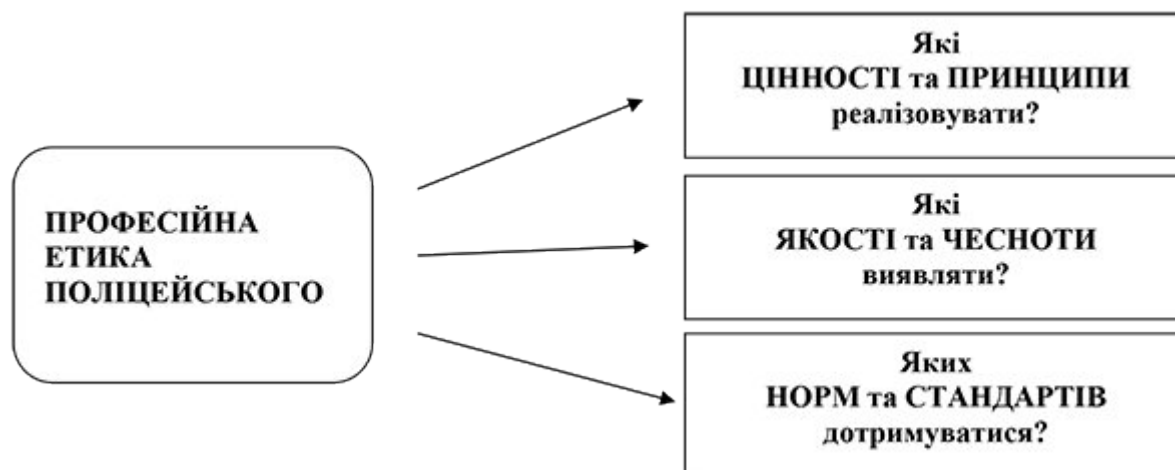 ПРОФЕСІЙНА
ЕТИКА
ПОЛІЦЕЙСЬКОГО
Які
ЦІННОСТІ та ПРИНЦИПИ
реалізовувати?
Які
ЯКОСТІ та ЧЕСНОТИ
виявляти?
Яких
НОРМ та СТАНДАРТІВ
дотримуватися?